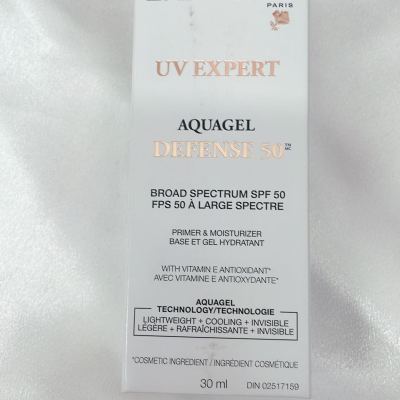 PARIS
UV EXPERT
AQUAGEL
DEFENSE 50 TM MC
BROAD SPECTRUM SPF 50
FPS 50 À LARGE SPECTRE
PRIMER & MOISTURIZER
BASE ET GEL HYDRATANT
WITH VITAMIN E ANTIOXIDANT*
AVEC VITAMINE E ANTIOXYDANTE*
AQUAGEL
TECHNOLOGY/TECHNOLOGIE
LIGHTWEIGHT + COOLING + INVISIBLE
LÉGÈRE + RAFRAÎCHISSANTE + INVISIBLE
*COSMETIC INGREDIENT / INGRÉDIENT COSMÉTIQUE
30 ml DIN 02517159